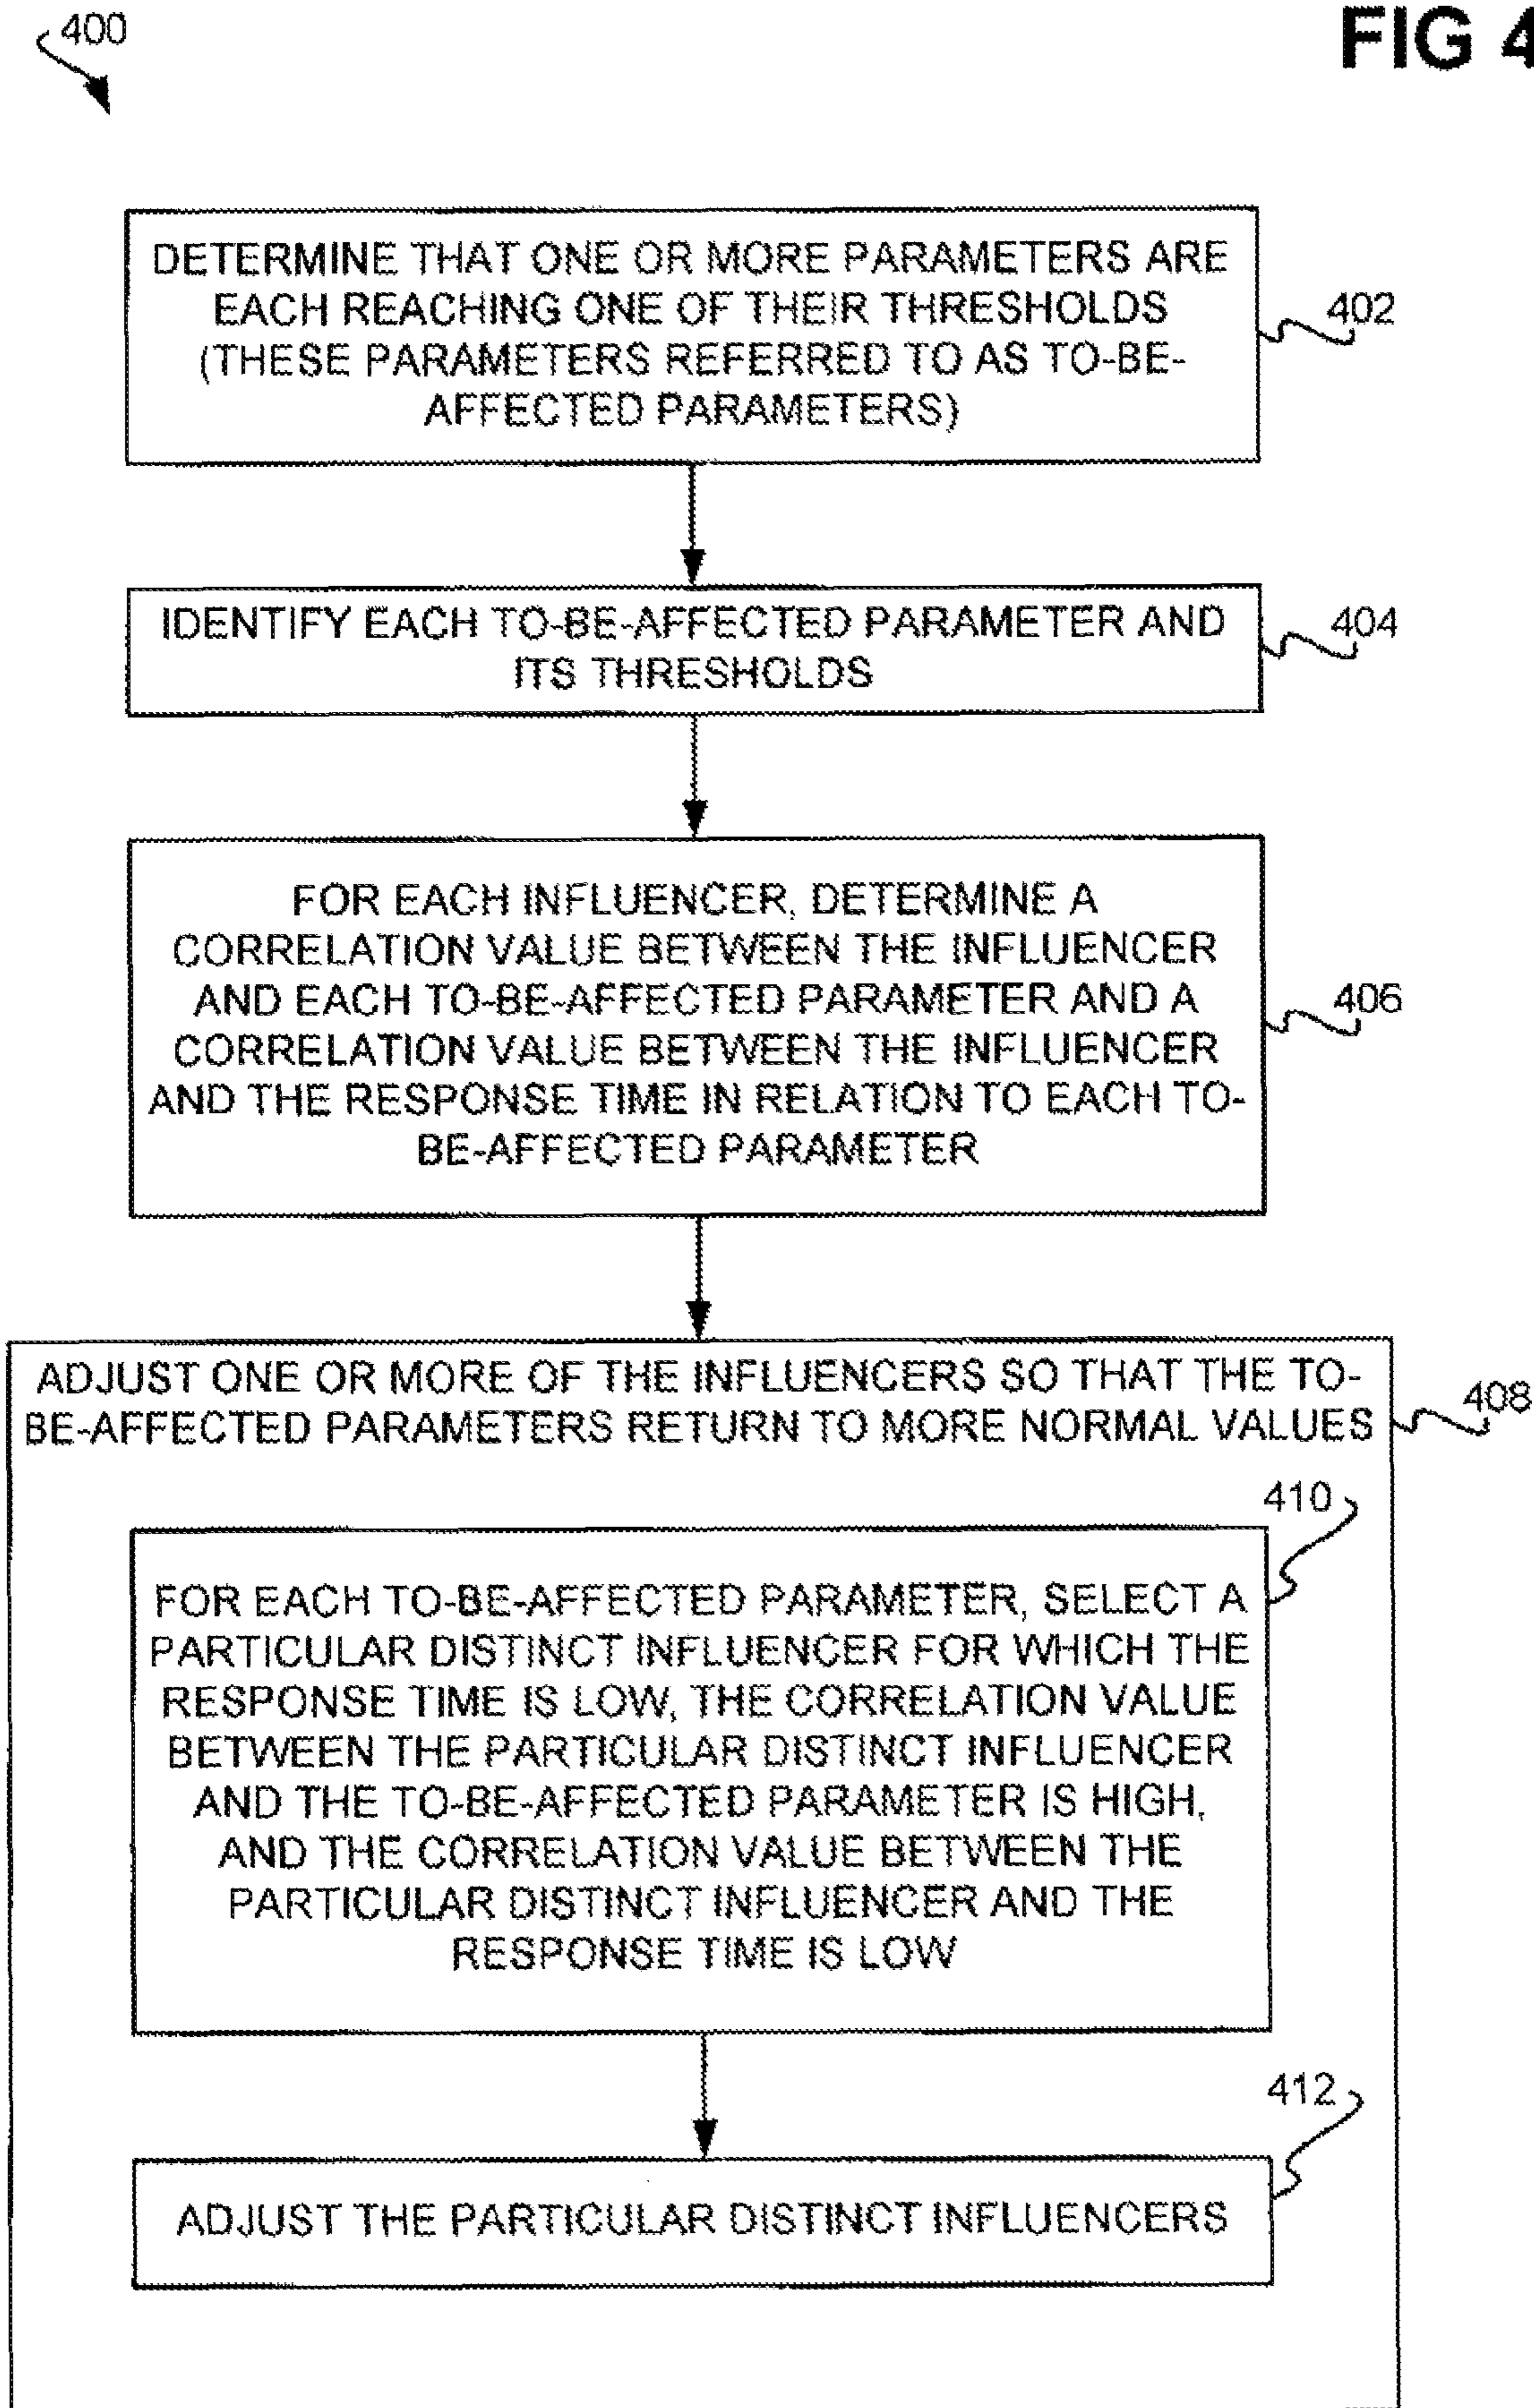 400
FIG 4
DETERMINE THAT ONE OR MORE PARAMETERS ARE
EACH REACHING ONE OF THEIR THRESHOLDS
(THESE PARAMETERS REFERRED TO AS TO-BE-
AFFECTED PARAMETERS)
402
IDENTIFY EACH TO-BE-AFFECTED PARAMETER AND
ITS THRESHOLDS
404
FOR EACH INFLUENCER, DETERMINE A
CORRELATION VALUE BETWEEN THE INFLUENCER
AND EACH TO-BE-AFFECTED PARAMETER AND A
CORRELATION VALUE BETWEEN THE INFLUENCER
AND THE RESPONSE TIME IN RELATION TO EACH TO-
BE-AFFECTED PARAMETER
406
ADJUST ONE OR MORE OF THE INFLUENCERS SO THAT THE TO-
BE-AFFECTED PARAMETERS RETURN TO MORE NORMAL VALUES
408
410
FOR EACH TO-BE-AFFECTED PARAMETER, SELECT A
PARTICULAR DISTINCT INFLUENCER FOR WHICH THE
RESPONSE TIME IS LOW, THE CORRELATION VALUE
BETWEEN THE PARTICULAR DISTINCT INFLUENCER
AND THE TO-BE-AFFECTED PARAMETER IS HIGH,
AND THE CORRELATION VALUE BETWEEN THE
PARTICULAR DISTINCT INFLUENCER AND THE
RESPONSE TIME IS LOW
412
ADJUST THE PARTICULAR DISTINCT INFLUENCERS